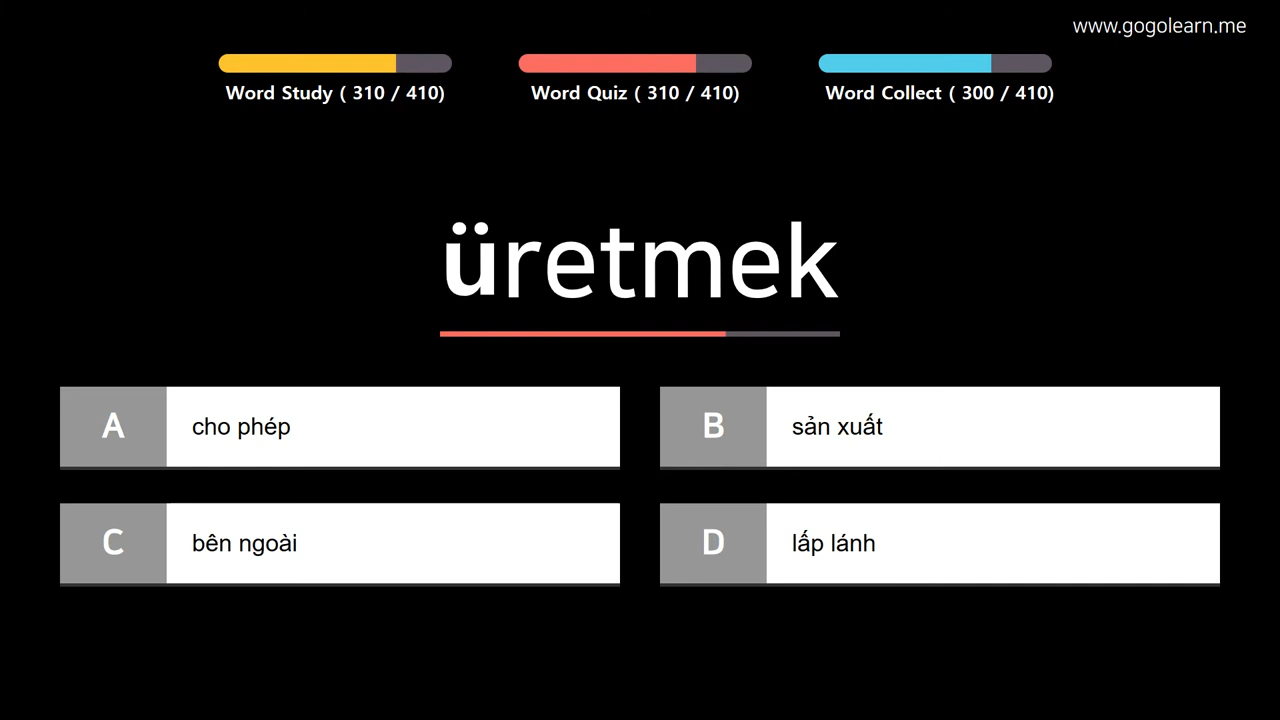 www.gogolearn.me
Word Study ( 310 / 410)
Word Quiz ( 310 / 410)
Word Collect ( 300 / 410)
üretmek
A
cho phép
B
sản xuất
C
bên ngoài
D
lấp lánh